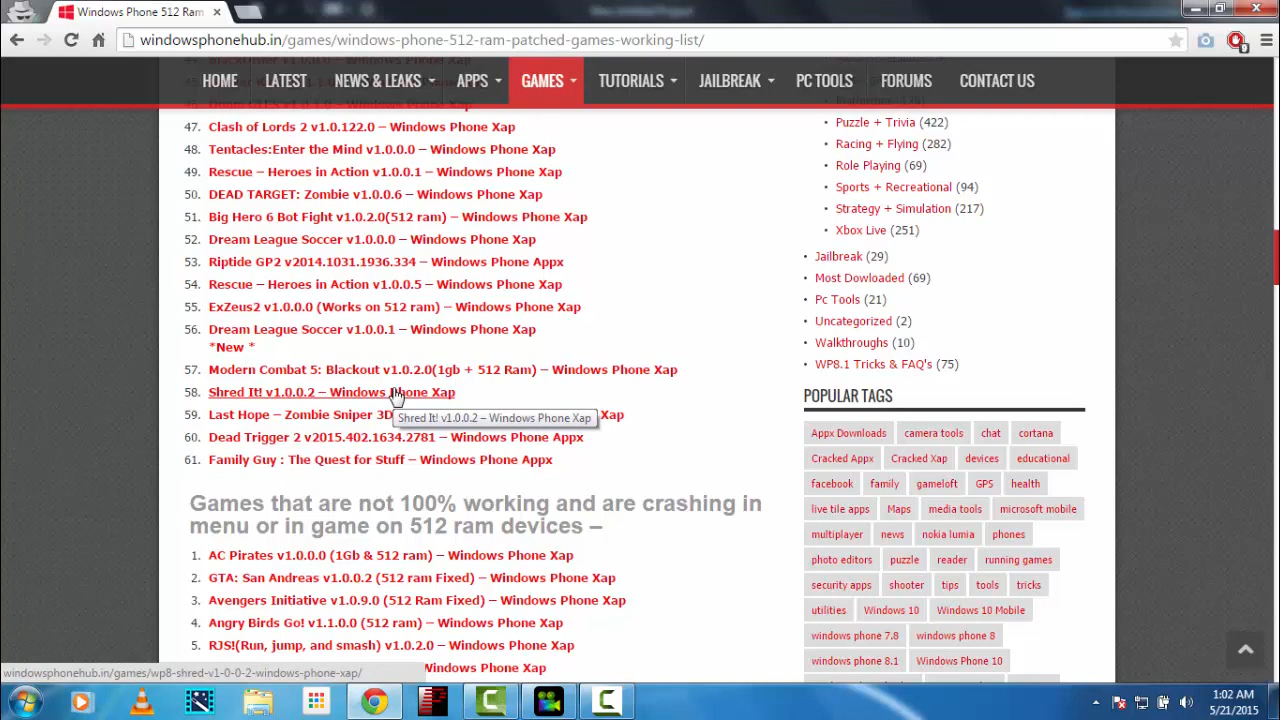 Windows Phone 512 Ram
windowsphonehub.in/games/windows-phone-512-ram-patched-games-working-list/
9
HOME LATEST NEWS & LEAKS APPS GAMES TUTORIALS JAILBREAK PC TOOLS FORUMS CONTACT US
47. Clash of Lords 2 v1.0.122.0 – Windows Phone Xap
48. Tentacles:Enter the Mind v1.0.0.0 – Windows Phone Xap
49. Rescue – Heroes in Action v1.0.0.1 – Windows Phone Xap
50. DEAD TARGET: Zombie v1.0.0.6 – Windows Phone Xap
51. Big Hero 6 Bot Fight v1.0.2.0(512 ram) – Windows Phone Xap
52. Dream League Soccer v1.0.0.0 – Windows Phone Xap
53. Riptide GP2 v2014.1031.1936.334 – Windows Phone Appx
54. Rescue – Heroes in Action v1.0.0.5 – Windows Phone Xap
55. ExZeus2 v1.0.0.0 (Works on 512 ram) – Windows Phone Xap
56. Dream League Soccer v1.0.0.1 – Windows Phone Xap
*New *
57. Modern Combat 5: Blackout v1.0.2.0(1gb + 512 Ram) – Windows Phone Xap
58. Shred It! v1.0.0.2 – Windows Phone Xap
59. Last Hope – Zombie Sniper 3D Xap
Shred It! v1.0.0.2 – Windows Phone Xap
60. Dead Trigger 2 v2015.402.1634.2781 – Windows Phone Appx
61. Family Guy : The Quest for Stuff – Windows Phone Appx
Games that are not 100% working and are crashing in
menu or in game on 512 ram devices –
1. AC Pirates v1.0.0.0 (1Gb & 512 ram) – Windows Phone Xap
2. GTA: San Andreas v1.0.0.2 (512 ram Fixed) – Windows Phone Xap
3. Avengers Initiative v1.0.9.0 (512 Ram Fixed) – Windows Phone Xap
4. Angry Birds Go! v1.1.0.0 (512 ram) – Windows Phone Xap
5. RJS!(Run, jump, and smash) v1.0.2.0 – Windows Phone Xap
Windows Phone Xap
windowsphonehub.in/games/wp8-shred-v1-0-0-2-windows-phone-xap/
Puzzle + Trivia (422)
Racing + Flying (282)
Role Playing (69)
Sports + Recreational (94)
Strategy + Simulation (217)
Xbox Live (251)
Jailbreak (29)
Most Dowloaded (69)
Pc Tools (21)
Uncategorized (2)
Walkthroughs (10)
WP8.1 Tricks & FAQ's (75)
POPULAR TAGS
Appx Downloads camera tools chat cortana
Cracked Appx Cracked Xap devices educational
facebook family gameloft GPS health
live tile apps Maps media tools microsoft mobile
multiplayer news nokia lumia phones
photo editors puzzle reader running games
security apps shooter tips tools tricks
utilities Windows 10 Windows 10 Mobile
windows phone 7.8 windows phone 8
windows phone 8.1 Windows Phone 10
1:02 AM
5/21/2015